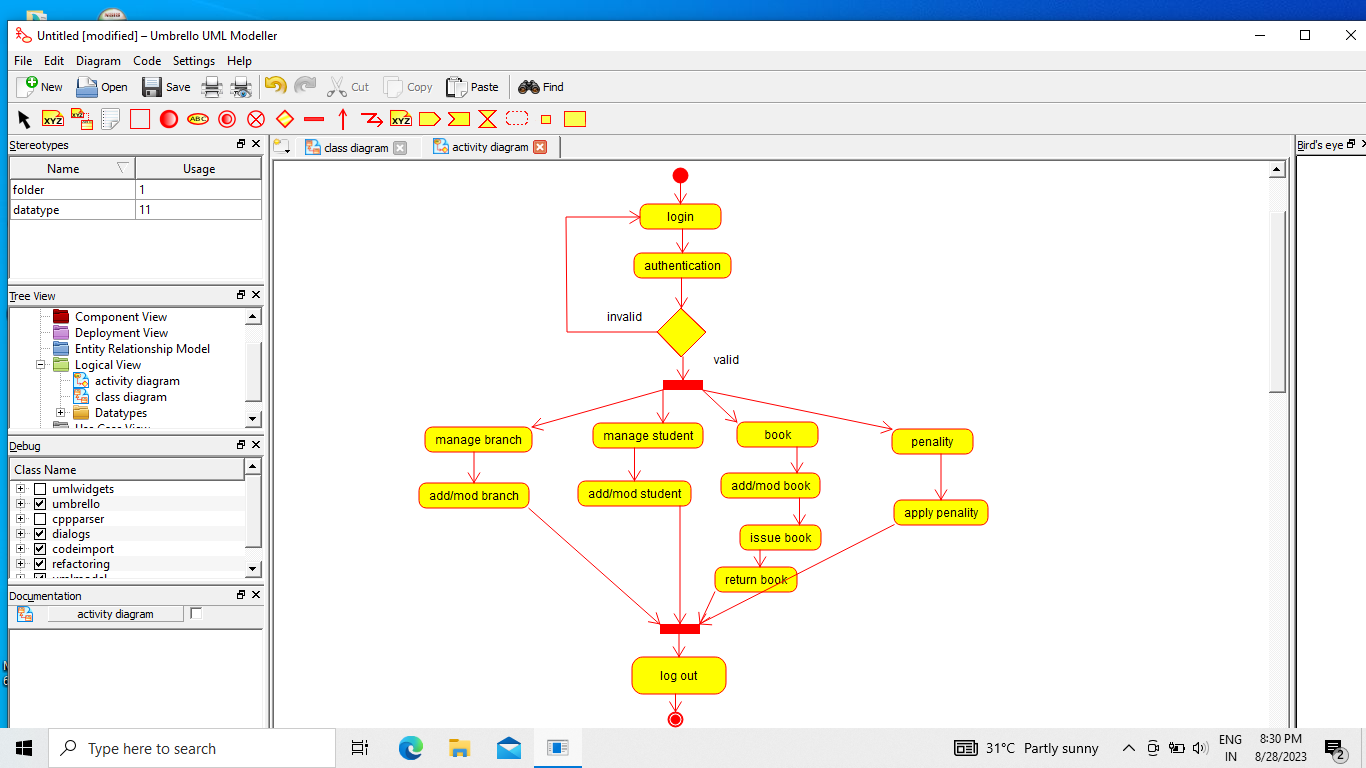 Untitled [modified] – Umbrello UML Modeller
File Edit Diagram Code Settings Help
New Open Save Cut Copy Paste Find
XYZ XYZ ABC XYZ
Stereotypes
class diagram activity diagram
Bird's eye
Name Usage
folder 1
datatype 11
Tree View
Component View
Deployment View
Entity Relationship Model
Logical View
activity diagram
class diagram
Datatypes
Debug
Class Name
umlwidgets
umbrello
cppparser
dialogs
codeimport
refactoring
Documentation
activity diagram
login
authentication
invalid
valid
manage branch
manage student
book
penality
add/mod branch
add/mod student
add/mod book
apply penality
issue book
return book
log out
Type here to search
31°C Partly sunny
ENG
IN
8:30 PM
8/28/2023
2